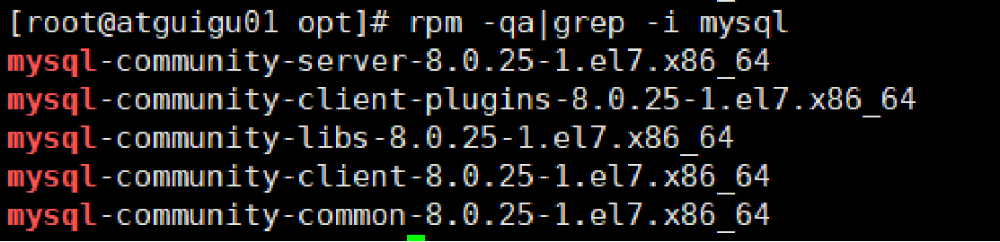 [root@atguigu01 opt]# rpm -qa|grep -i mysql
mysql-community-server-8.0.25-1.el7.x86_64
mysql-community-client-plugins-8.0.25-1.el7.x86_64
mysql-community-libs-8.0.25-1.el7.x86_64
mysql-community-client-8.0.25-1.el7.x86_64
mysql-community-common-8.0.25-1.el7.x86_64